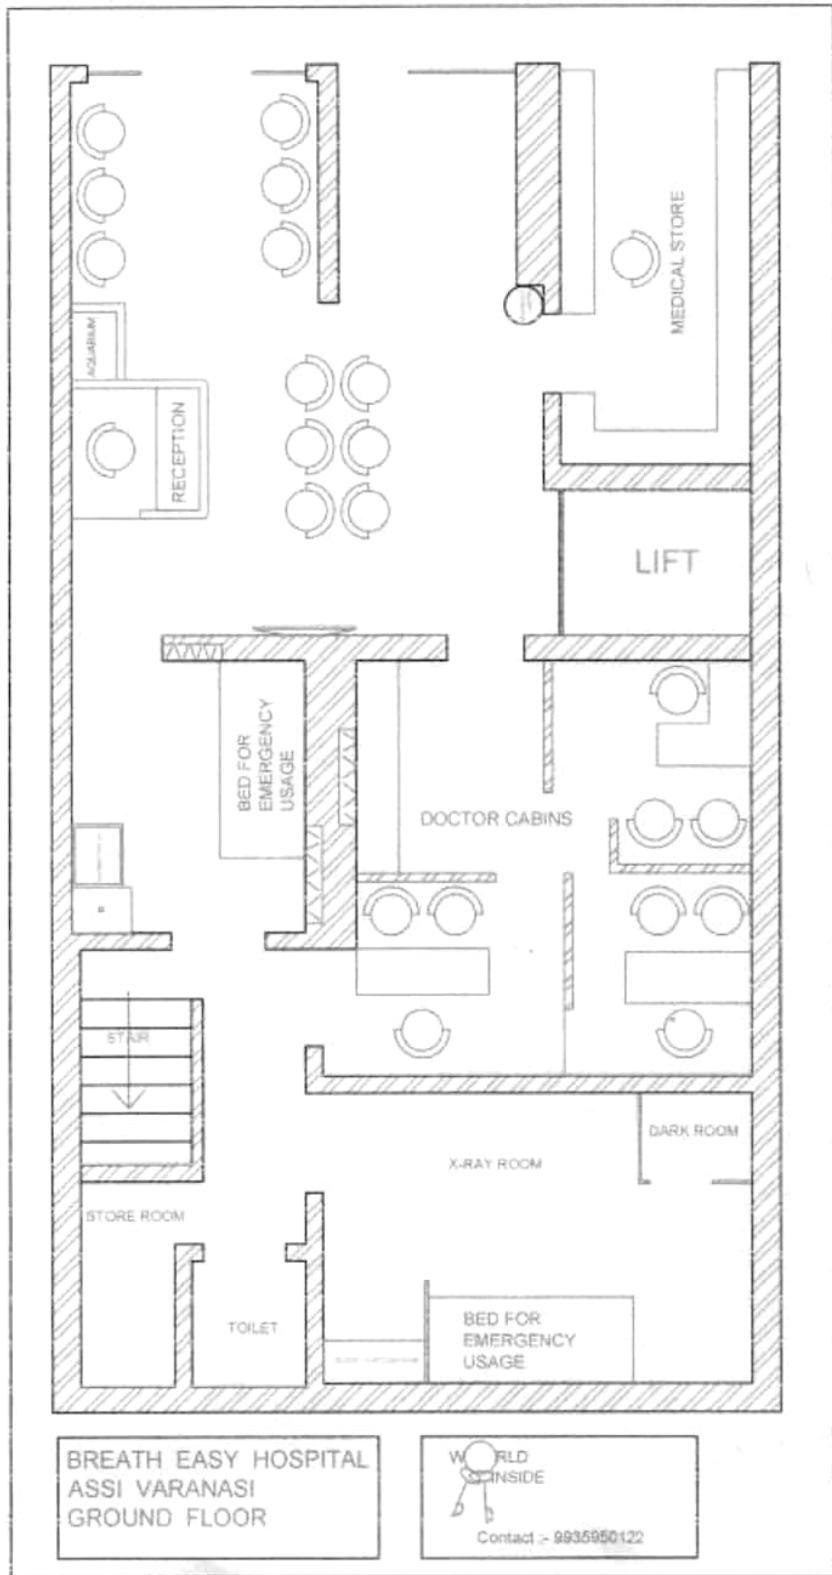 MEDICAL STORE
AQUARIUM
RECEPTION
LIFT
BED FOR
EMERGENCY
USAGE
DOCTOR CABINS
STAIR
DARK ROOM
X-RAY ROOM
STORE ROOM
TOILET
BED FOR
EMERGENCY
USAGE
BREATH EASY HOSPITAL
ASSI VARANASI
GROUND FLOOR
W RLD
INSIDE
Contact :- 9935950122